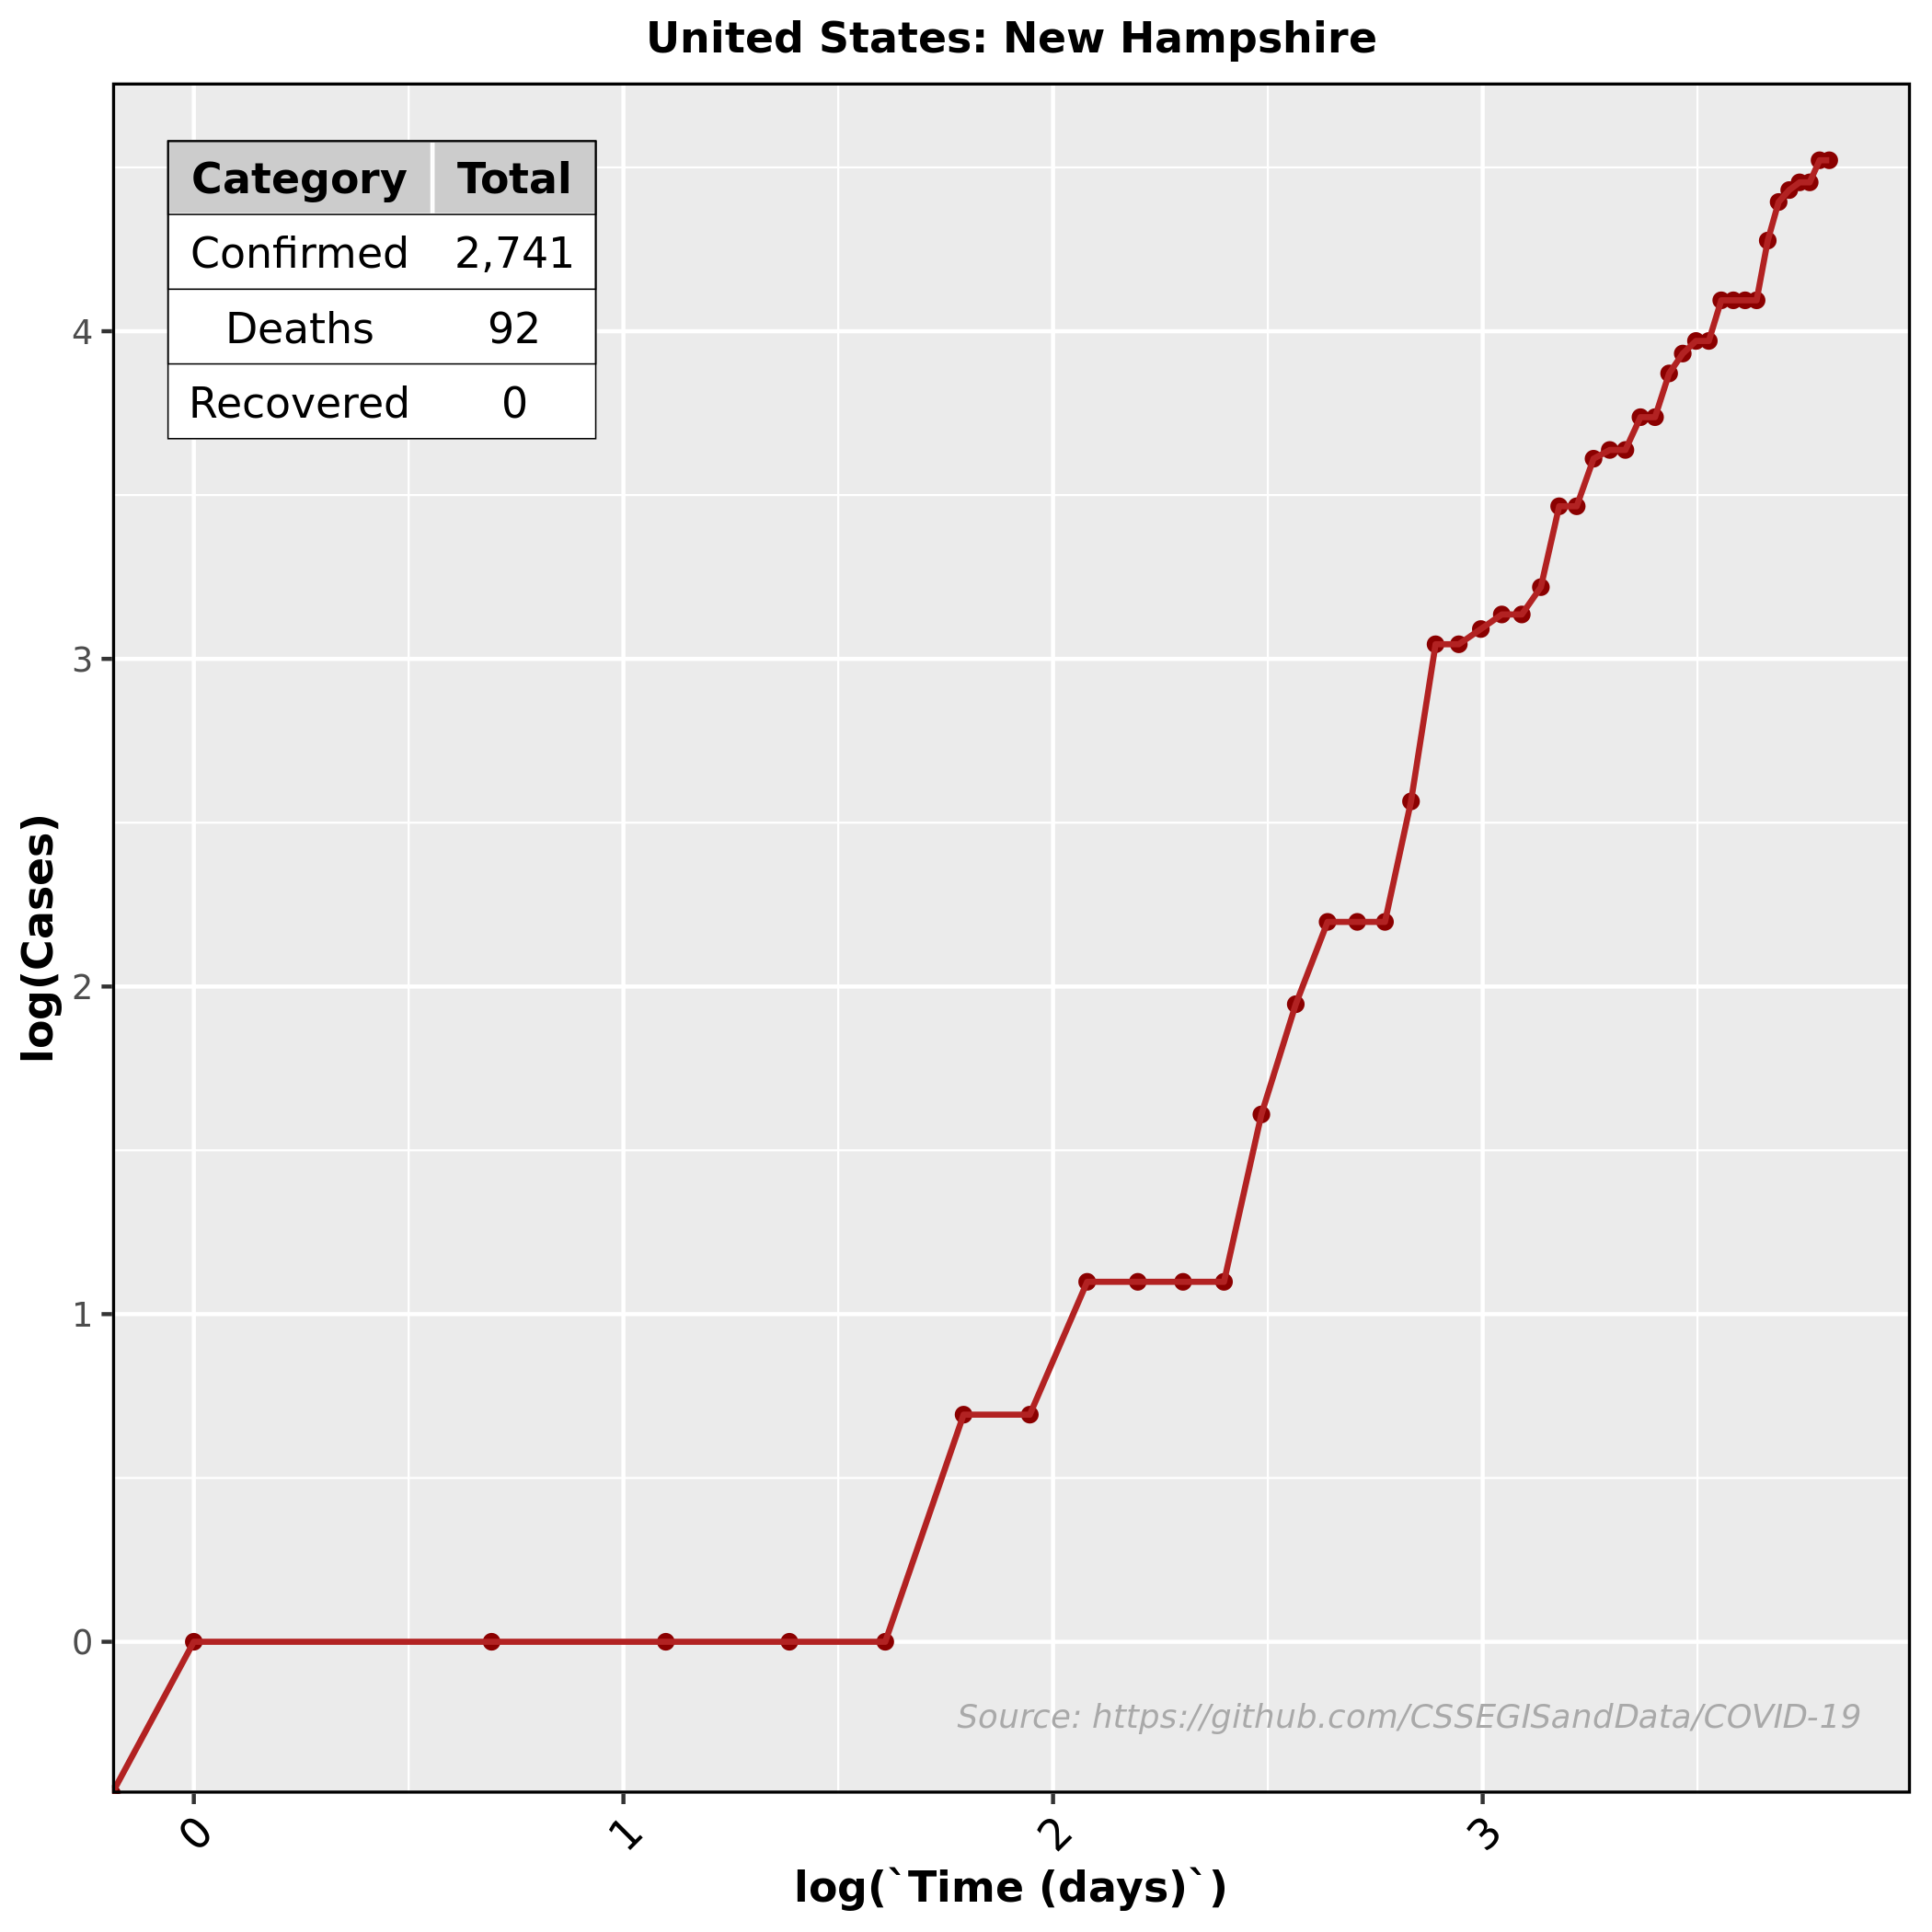 United States: New Hampshire
Category Total
Confirmed 2,741
Deaths 92
Recovered 0
log(Cases)
4
3
2
1
0
Source: https://github.com/CSSEGISandData/COVID-19
0 1 2 3
log(`Time (days)`)